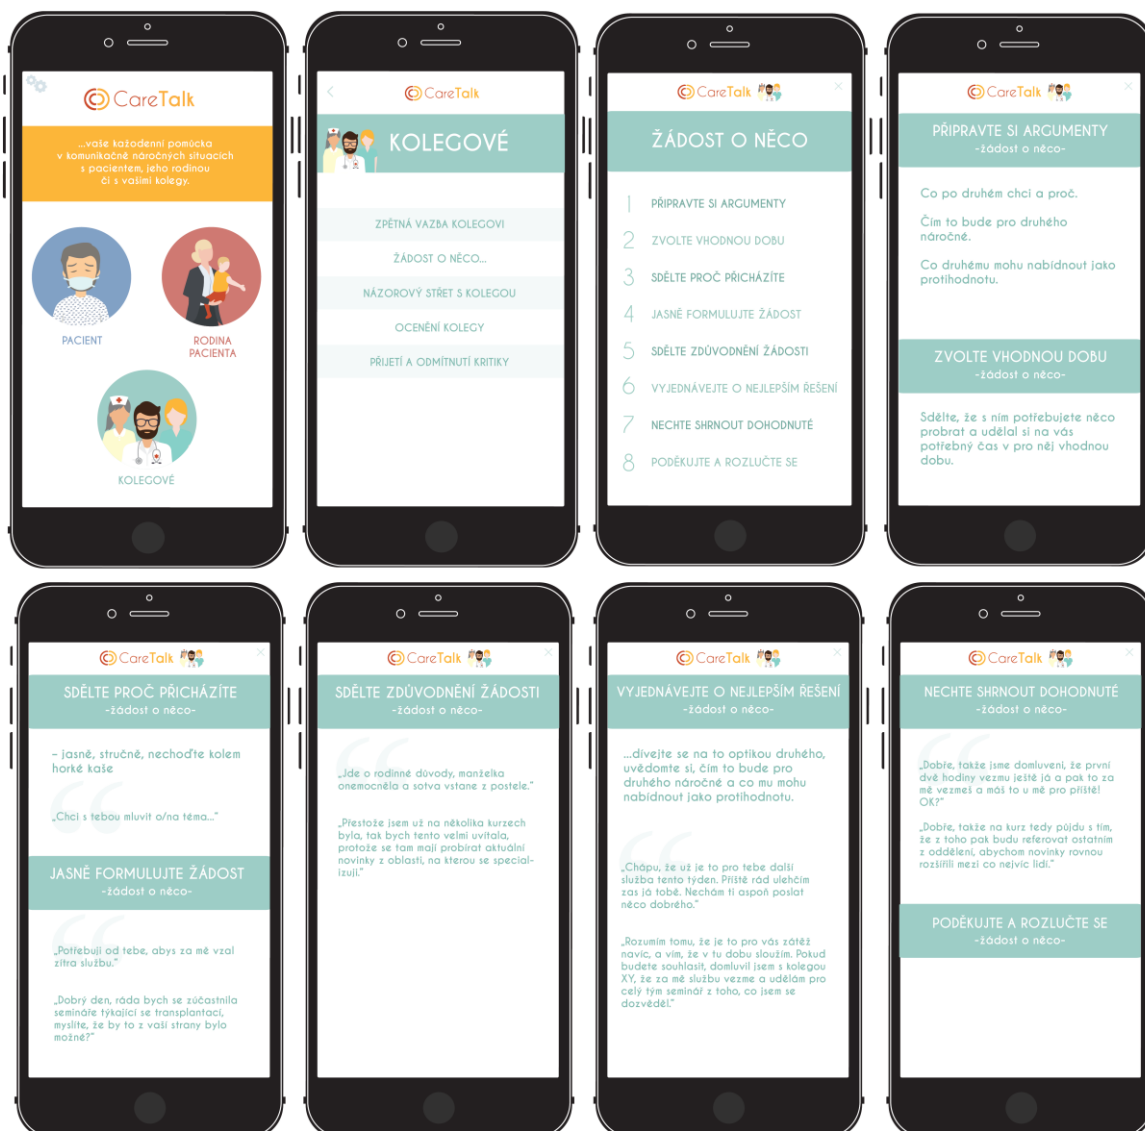 CareTalk
...vaše každodenní pomůcka
v komunikačně náročných situacích
s pacientem, jeho rodinou
či s vašimi kolegy.
PACIENT
RODINA
PACIENTA
KOLEGOVÉ
CareTalk
KOLEGOVÉ
ZPĚTNÁ VAZBA KOLEGOVI
ŽÁDOST O NĚCO...
NÁZOROVÝ STŘET S KOLEGOU
OCENĚNÍ KOLEGY
PŘIJETÍ A ODMÍTNUTÍ KRITIKY
CareTalk
ŽÁDOST O NĚCO
1 PŘIPRAVTE SI ARGUMENTY
2 ZVOLTE VHODNOU DOBU
3 SDĚLTE PROČ PŘICHÁZÍTE
4 JASNĚ FORMULUJTE ŽÁDOST
5 SDĚLTE ZDŮVODNĚNÍ ŽÁDOSTI
6 VYJEDNÁVEJTE O NEJLEPŠÍM ŘEŠENÍ
7 NECHTE SHRNOUT DOHODNUTÉ
8 PODĚKUJTE A ROZLUČTE SE
CareTalk
PŘIPRAVTE SI ARGUMENTY
-žádost o něco-
Co po druhém chci a proč.
Čím to bude pro druhého
náročné.
Co druhému mohu nabídnout jako
protihodnotu.
ZVOLTE VHODNOU DOBU
-žádost o něco-
Sdělte, že s ním potřebujete něco
probrat a udělal si na vás
potřebný čas v pro něj vhodnou
dobu.
CareTalk
SDĚLTE PROČ PŘICHÁZÍTE
-žádost o něco-
– jasně, stručně, nechoďte kolem
horké kaše
„Chci s tebou mluvit o/na téma...“
JASNĚ FORMULUJTE ŽÁDOST
-žádost o něco-
„Potřebuji od tebe, abys za mě vzal
zítra službu.“
„Dobrý den, ráda bych se zúčastnila
semináře týkající se transplantací,
myslíte, že by to z vaší strany bylo
možné?“
CareTalk
SDĚLTE ZDŮVODNĚNÍ ŽÁDOSTI
-žádost o něco-
„Jde o rodinné důvody, manželka
onemocněla a sotva vstane z postele.“
„Přestože jsem už na několika kurzech
byla, tak bych tento velmi uvítala,
protože se tam mají probírat aktuální
novinky z oblasti, na kterou se special-
izuji.“
CareTalk
VYJEDNÁVEJTE O NEJLEPŠÍM ŘEŠENÍ
-žádost o něco-
...dívejte se na to optikou druhého,
uvědomte si, čím to bude pro
druhého náročné a co mu mohu
nabídnout jako protihodnotu.
„Chápu, že už je to pro tebe další
služba tento týden. Příště rád ulehčím
zas já tobě. Nechám ti aspoň poslat
něco dobrého.“
„Rozumím tomu, že je to pro vás zátěž
navíc, a vím, že v tu dobu sloužím. Pokud
budete souhlasit, domluvil jsem s kolegou
XY, že za mě službu vezme a udělám pro
celý tým seminář z toho, co jsem se
dozvěděl.“
CareTalk
NECHTE SHRNOUT DOHODNUTÉ
-žádost o něco-
„Dobře, takže jsme domluveni, že první
dvě hodiny vezmu ještě já a pak to za
mě vezmeš a máš to u mě pro příště!
OK?“
„Dobře, takže na kurz tedy půjdu s tím,
že z toho pak budu referovat ostatním
z oddělení, abychom novinky rovnou
rozšířili mezi co nejvíc lidí.“
PODĚKUJTE A ROZLUČTE SE
-žádost o něco-